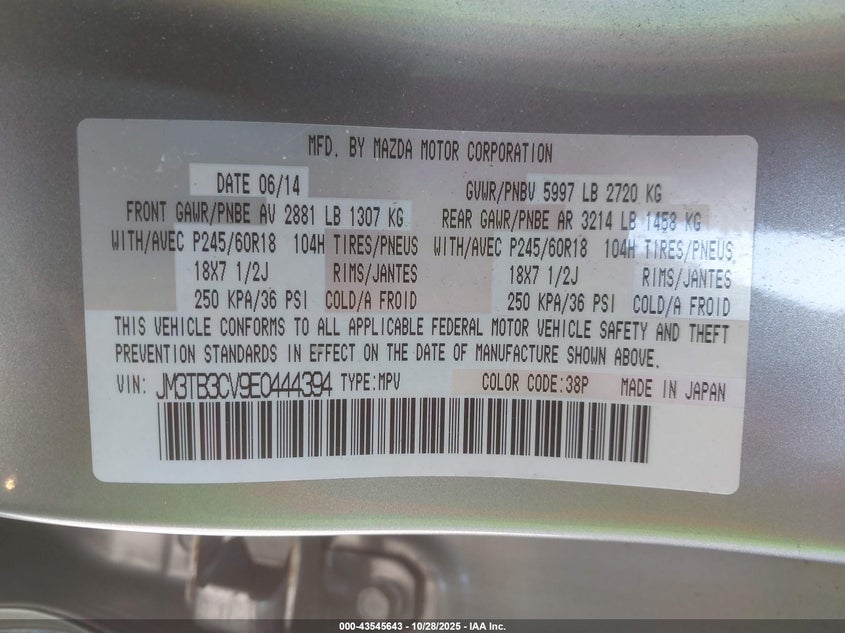 MFD. BY MAZDA MOTOR CORPORATION
DATE 06/14 GVWR/PNBV 5997 LB 2720 KG
FRONT GAWR/PNBE AV 2881 LB 1307 KG REAR GAWR/PNBE AR 3214 LB 1458 KG
WITH/AVEC P245/60R18 104H TIRES/PNEUS WITH/AVEC P245/60R18 104H TIRES/PNEUS
18X7 1/2J RIMS/JANTES 18X7 1/2J RIMS/JANTES
250 KPA/36 PSI COLD/A FROID 250 KPA/36 PSI COLD/A FROID
THIS VEHICLE CONFORMS TO ALL APPLICABLE FEDERAL MOTOR VEHICLE SAFETY AND THEFT
PREVENTION STANDARDS IN EFFECT ON THE DATE OF MANUFACTURE SHOWN ABOVE.
VIN: JM3TB3CV9E0444394 TYPE:MPV COLOR CODE:38P MADE IN JAPAN
000-43545643 | 10/28/2025 - IAA Inc.